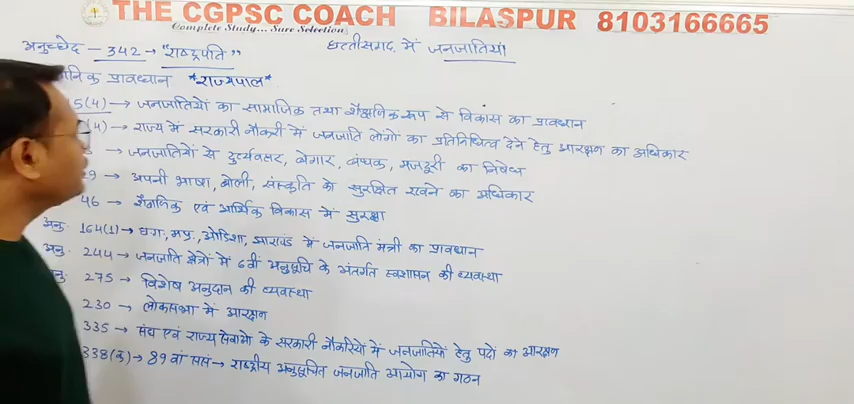 THE CGPSC COACH BILASPUR 8103166665
Complete Study... Sure Selection
अनुच्छेद - 342 → "राष्ट्रपति" छत्तीसगढ़ में जनजातियाँ
प्रावधान *राज्यपाल*
5(4) → जनजातियों का सामाजिक तथा शैक्षणिक रूप से विकास का प्रावधान
(4) → राज्य में सरकारी नौकरी में जनजाति लोगों का प्रतिनिधित्व देने हेतु आरक्षण का अधिकार
→ जनजातियों से दुर्व्यवहार, बेगार, बंधक, मजदूरी का निषेध
29 → अपनी भाषा, बोली, संस्कृति को सुरक्षित रखने का अधिकार
46 → शैक्षणिक एवं आर्थिक विकास में सुरक्षा
अनु. 164(1) → छग., मप्र., ओडिशा, झारखंड में जनजाति मंत्री का प्रावधान
अनु. 244 → जनजाति क्षेत्रों में 6वीं अनुसूचि के अंतर्गत स्वशासन की व्यवस्था
275 → विशेष अनुदान की व्यवस्था
230 → लोकसभा में आरक्षण
335 → संघ एवं राज्य सेवाओ के सरकारी नौकरियों में जनजातियों हेतु पदों का आरक्षण
338(क) → 89 वां संसं → राष्ट्रीय अनुसूचित जनजाति आयोग का गठन